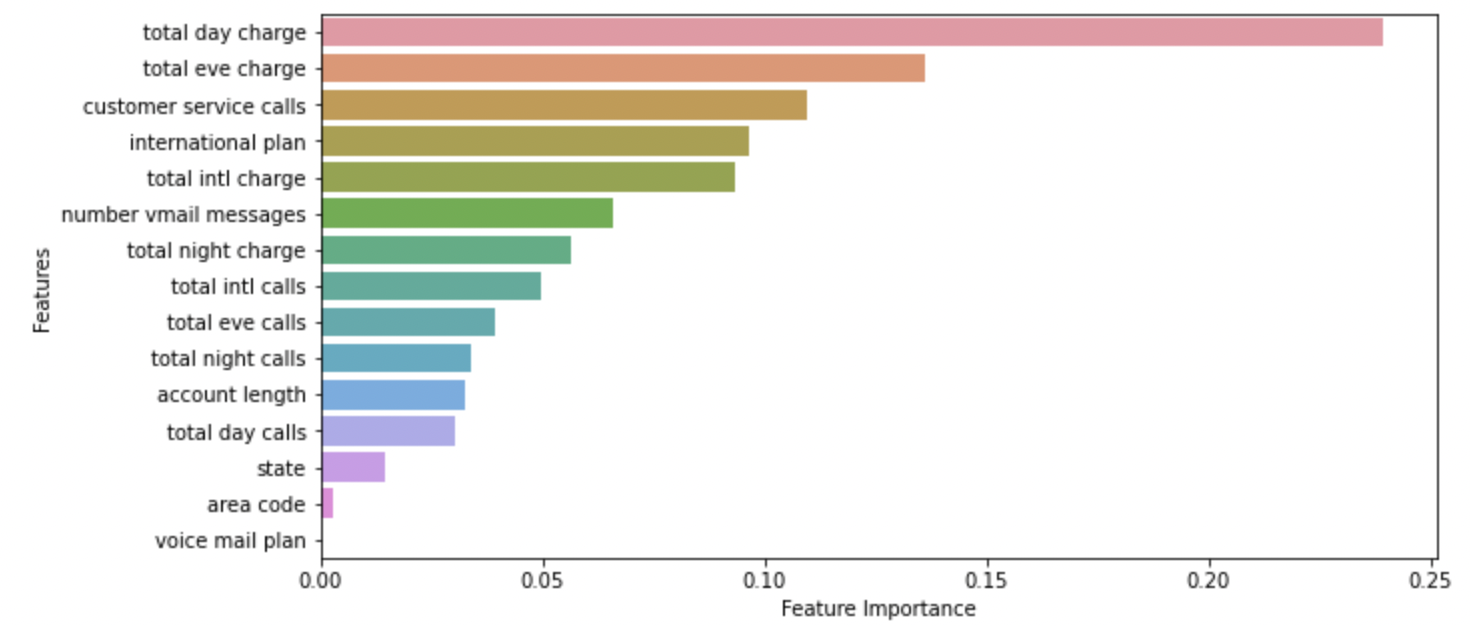 total day charge
total eve charge
customer service calls
international plan
total intl charge
number vmail messages
total night charge
total intl calls
total eve calls
total night calls
account length
total day calls
state
area code
voice mail plan
Features
0.00 0.05 0.10 0.15 0.20 0.25
Feature Importance